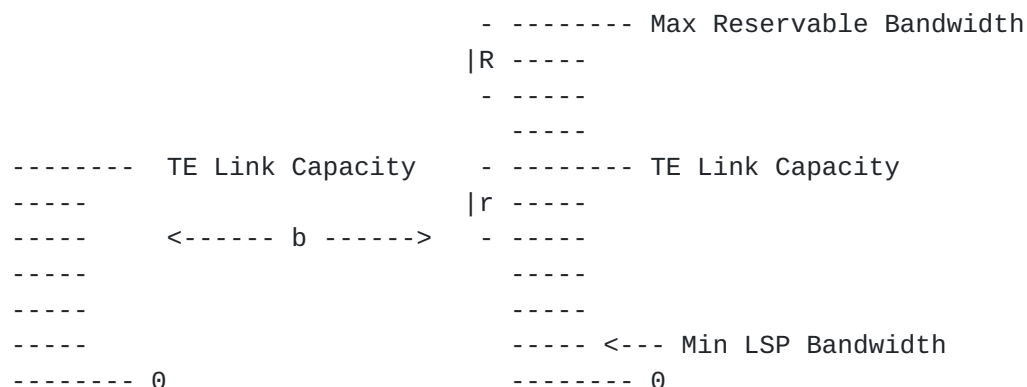 - -------- Max Reservable Bandwidth
                              |R -----
                               - -----
                                 -----
--------  TE Link Capacity    - -------- TE Link Capacity
-----                         |r -----
-----     <------ b ------>   - -----
-----                            -----
-----                            -----
-----                            ----- <--- Min LSP Bandwidth
-------- 0                       -------- 0